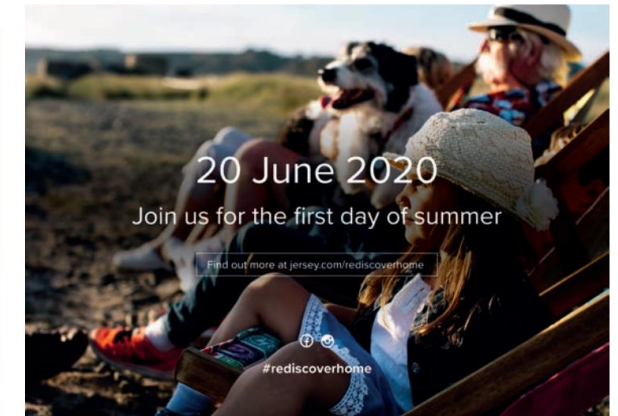 20 June 2020
Join us for the first day of summer
Find out more at jersey.com/rediscoverhome
#rediscoverhome